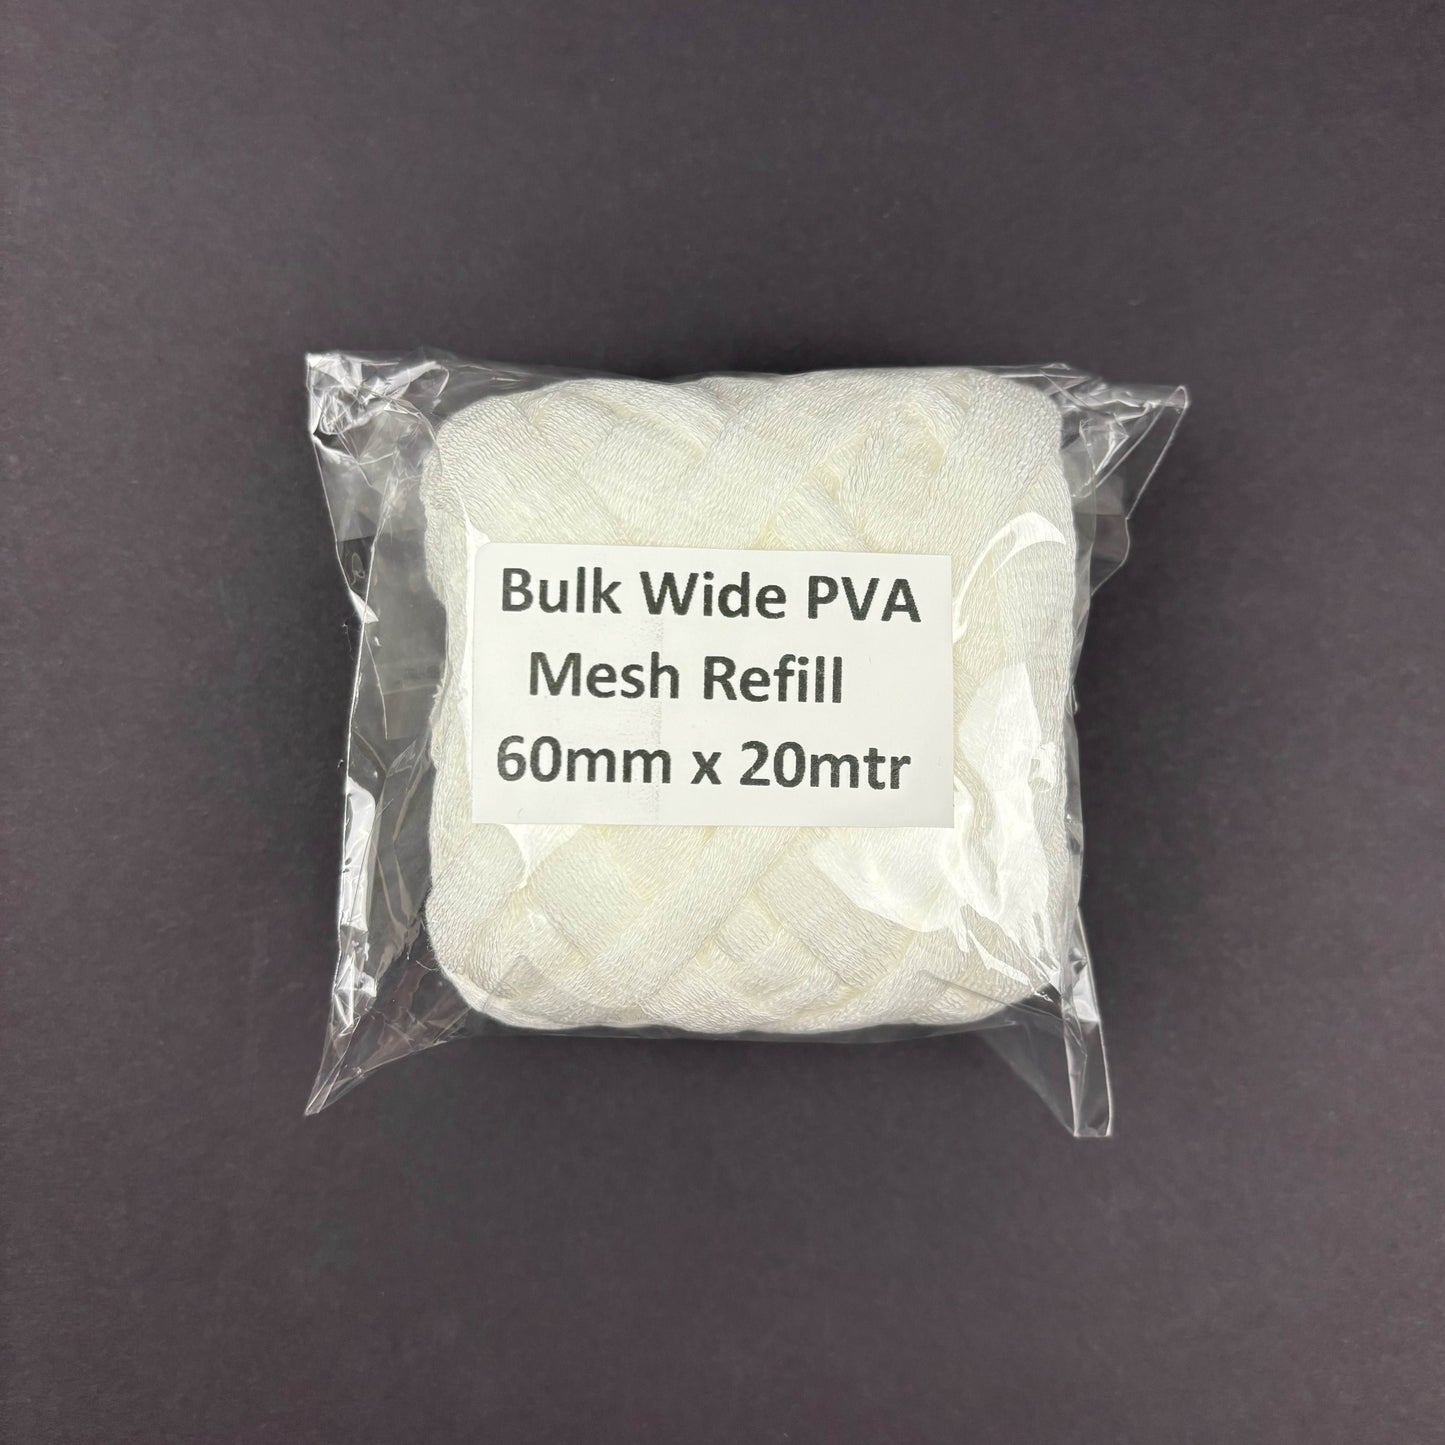 Bulk Wide PVA
Mesh Refill
60mm x 20mtr